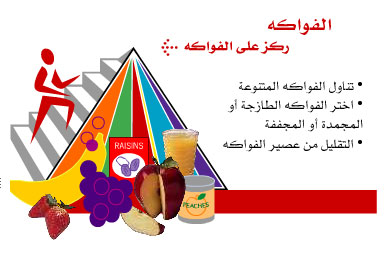 الفواكه
ركز على الفواكه
• تناول الفواكه المتنوعة
• اختر الفواكه الطازجة أو
المجمدة أو المجففة
• التقليل من عصير الفواكه
RAISINS
PEACHES